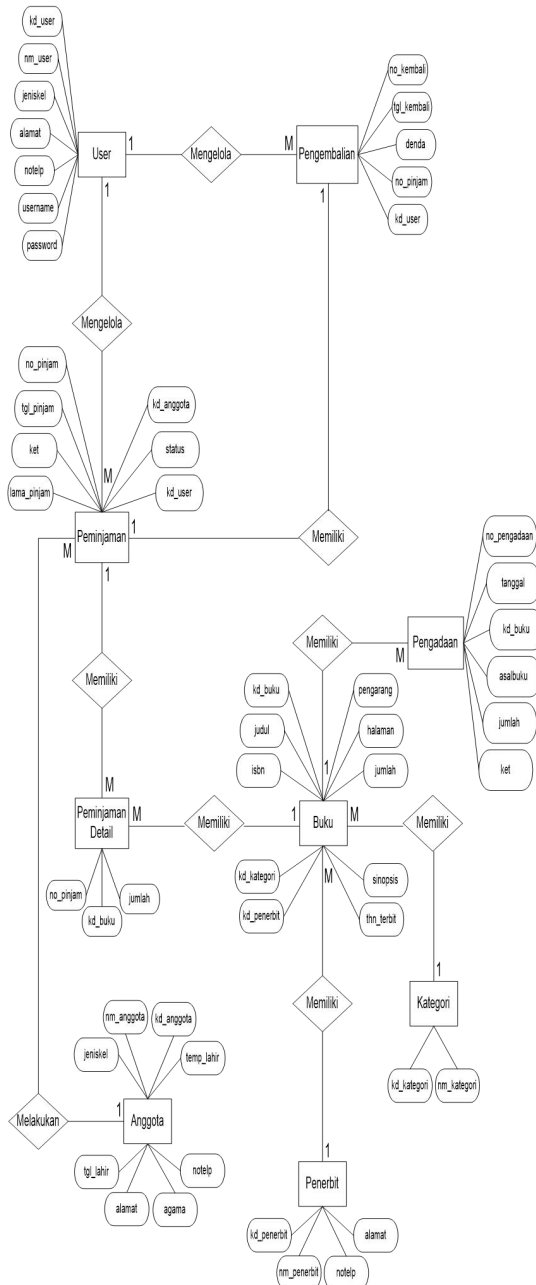 kd_user
nm_user
jeniskel
alamat
notelp
username
password
User
1
Mengelola
M
Pengembalian
no_kembali
tgl_kembali
denda
no_pinjam
kd_user
1
1
Mengelola
no_pinjam
tgl_pinjam
ket
lama_pinjam
kd_anggota
status
kd_user
M
Peminjaman
M
1
1
Memiliki
Memiliki
M
Peminjaman
Detail
M
no_pinjam
kd_buku
jumlah
Memiliki
1
Buku
M
kd_buku
judul
isbn
pengarang
halaman
jumlah
1
kd_kategori
kd_penerbit
sinopsis
thn_terbit
M
Memiliki
M
Pengadaan
no_pengadaan
tanggal
kd_buku
asalbuku
jumlah
ket
Memiliki
1
Kategori
kd_kategori
nm_kategori
Memiliki
1
Penerbit
kd_penerbit
nm_penerbit
notelp
alamat
Melakukan
1
Anggota
nm_anggota
kd_anggota
jeniskel
temp_lahir
tgl_lahir
alamat
agama
notelp